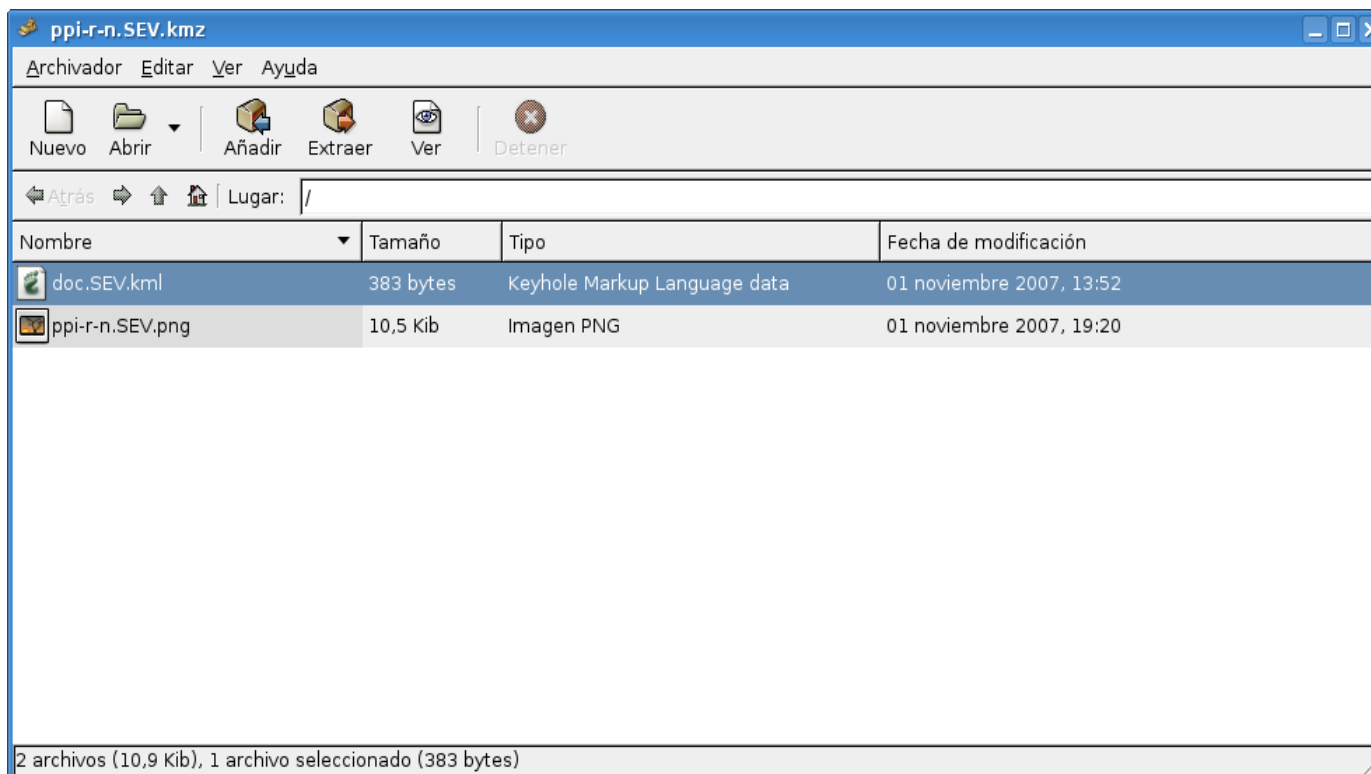 ppi-r-n.SEV.kmz
Archivador Editar Ver Ayuda
Nuevo Abrir Añadir Extraer Ver Detener
Atrás Lugar: /
Nombre Tamaño Tipo Fecha de modificación
doc.SEV.kml 383 bytes Keyhole Markup Language data 01 noviembre 2007, 13:52
ppi-r-n.SEV.png 10,5 Kib Imagen PNG 01 noviembre 2007, 19:20
2 archivos (10,9 Kib), 1 archivo seleccionado (383 bytes)